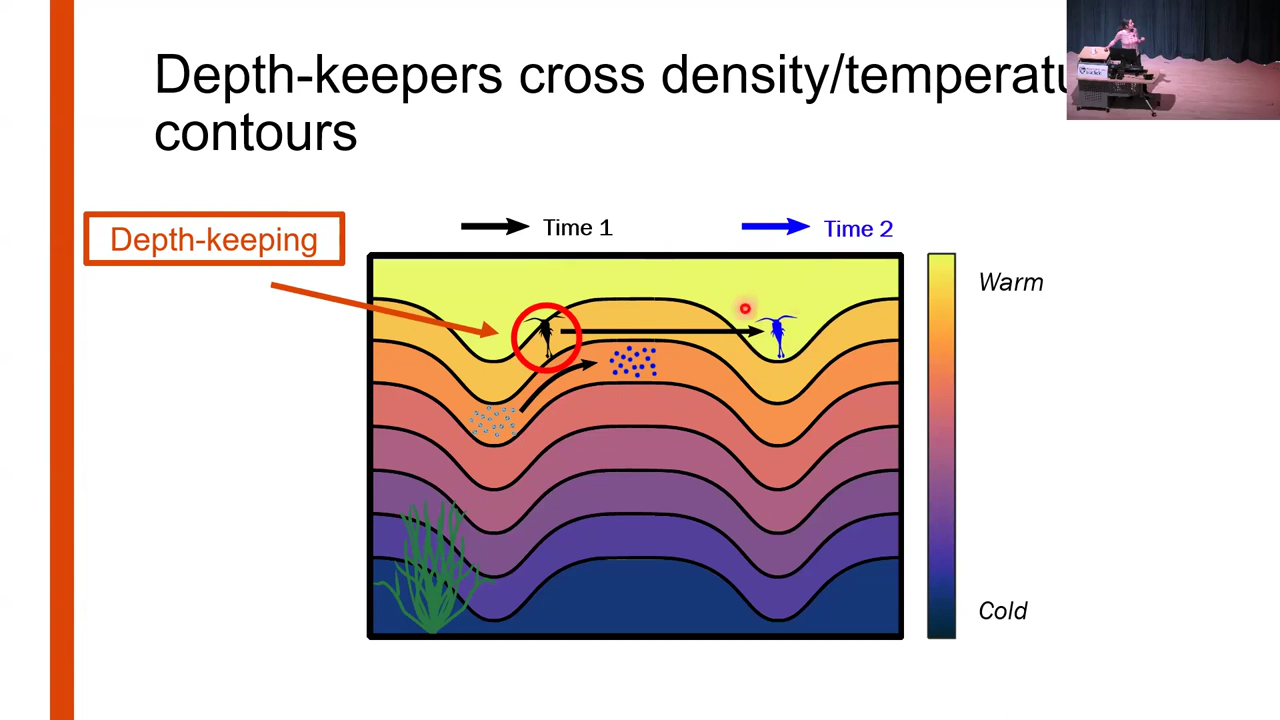 Depth-keepers cross density/temperatu
contours
Depth-keeping
Time 1
Time 2
Warm
Cold